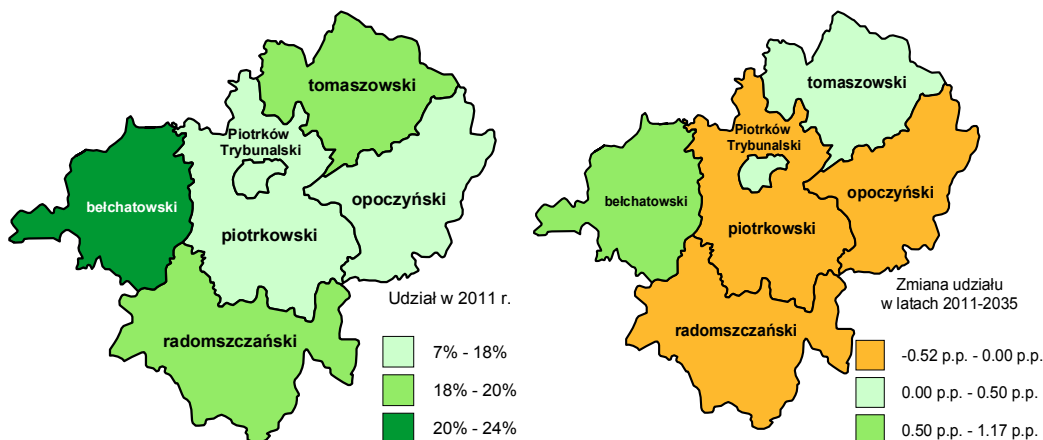 tomaszowski
Piotrków
Trybunalski
opoczyński
bełchatowski
piotrkowski
radomszczański
Udział w 2011 r.
7% - 18%
18% - 20%
20% - 24%
tomaszowski
Piotrków
Trybunalski
opoczyński
bełchatowski
piotrkowski
radomszczański
Zmiana udziału
w latach 2011-2035
-0.52 p.p. - 0.00 p.p.
0.00 p.p. - 0.50 p.p.
0.50 p.p. - 1.17 p.p.